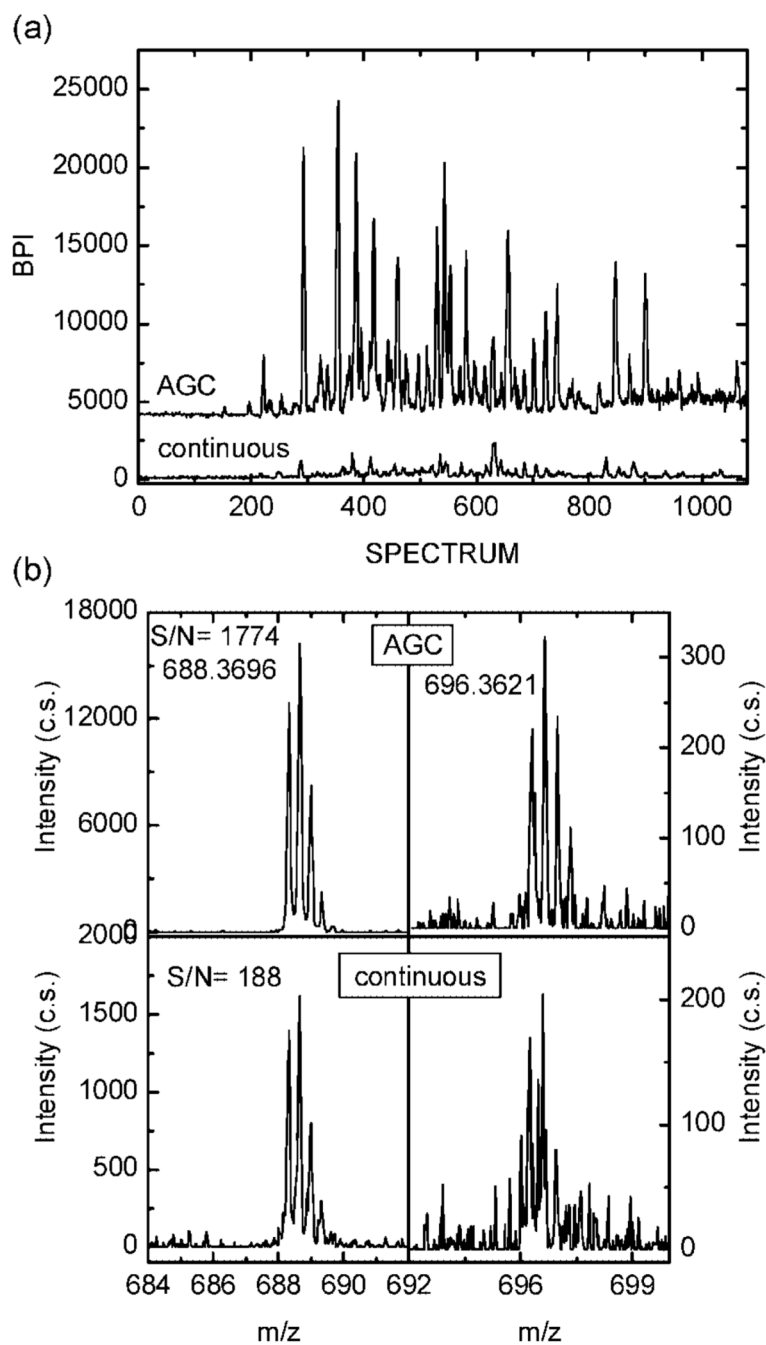 (a)
25000
20000
15000
10000
5000
0
BPI
AGC
continuous
0 200 400 600 800 1000
SPECTRUM
(b)
18000
12000
6000
0
Intensity (c.s.)
S/N= 1774
688.3696
AGC
696.3621
300
200
100
0
Intensity (c.s.)
2000
1500
1000
500
0
Intensity (c.s.)
S/N= 188
continuous
200
100
0
Intensity (c.s.)
684 686 688 690 692 696 699
m/z m/z